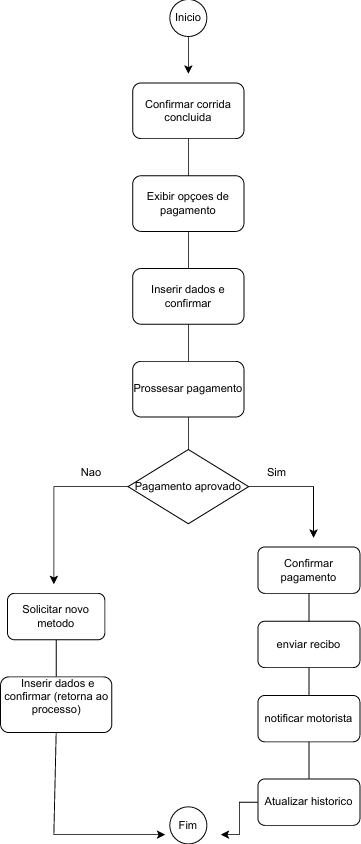 Inicio
Confirmar corrida
concluida
Exibir opçoes de
pagamento
Inserir dados e
confirmar
Prossesar pagamento
Pagamento aprovado
Nao
Sim
Solicitar novo
metodo
Inserir dados e
confirmar (retorna ao
processo)
Confirmar
pagamento
enviar recibo
notificar motorista
Atualizar historico
Fim